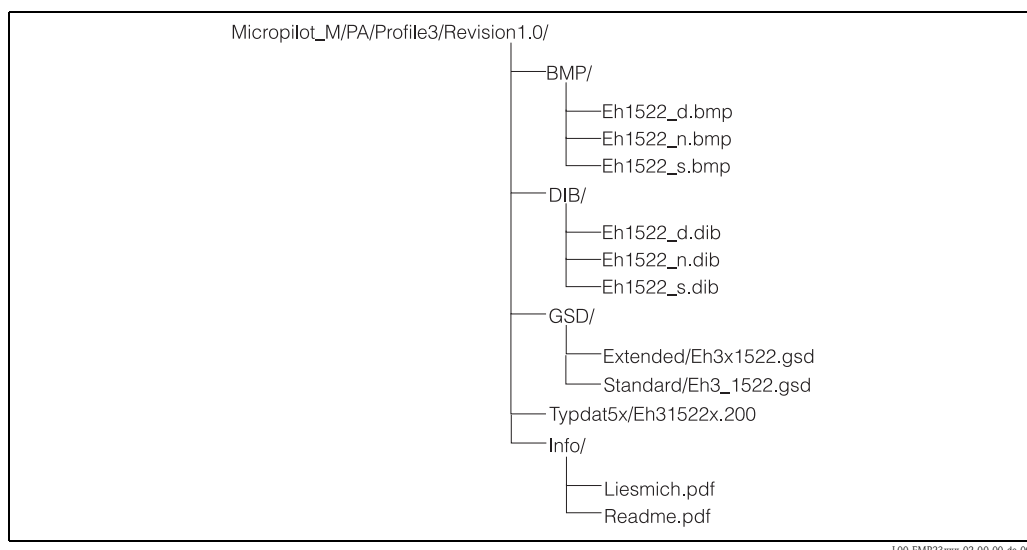 Micropilot_M/PA/Profile3/Revision1.0/
BMP/
Eh1522_d.bmp
Eh1522_n.bmp
Eh1522_s.bmp
DIB/
Eh1522_d.dib
Eh1522_n.dib
Eh1522_s.dib
GSD/
Extended/Eh3x1522.gsd
Standard/Eh3_1522.gsd
Typdat5x/Eh31522x.200
Info/
Liesmich.pdf
Readme.pdf